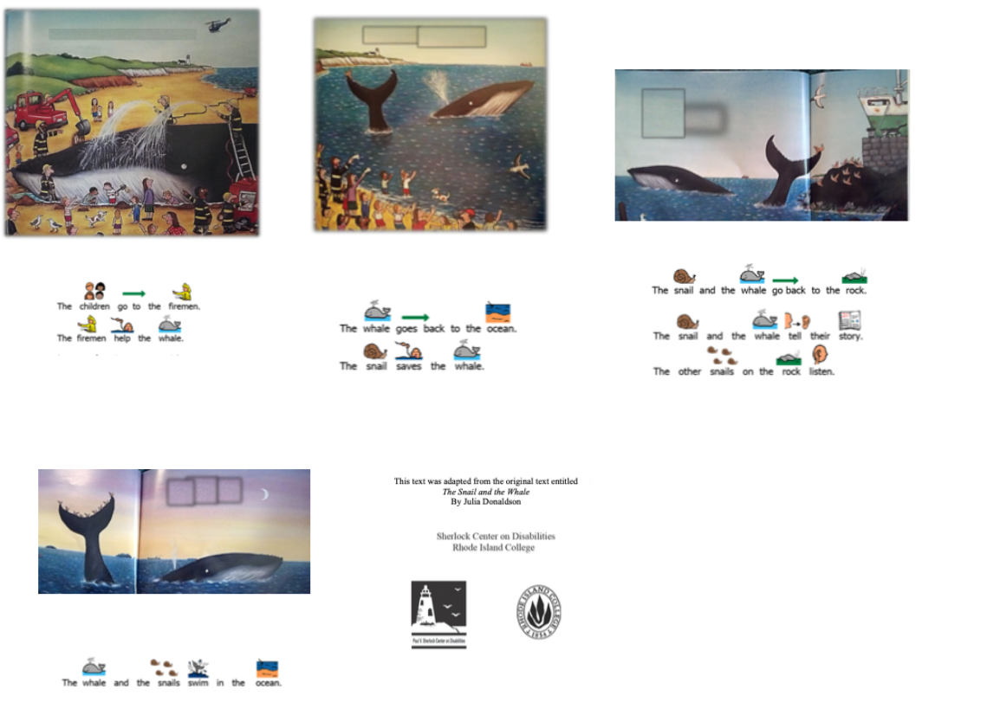 The children go to the firemen.
The firemen help the whale.
The whale goes back to the ocean.
The snail saves the whale.
The snail and the whale go back to the rock.
The snail and the whale tell their story.
The other snails on the rock listen.
The whale and the snails swim in the ocean.
This text was adapted from the original text entitled
The Snail and the Whale
By Julia Donaldson
Sherlock Center on Disabilities
Rhode Island College
Paul V. Sherlock Center on Disabilities
RHODE ISLAND COLLEGE
1854